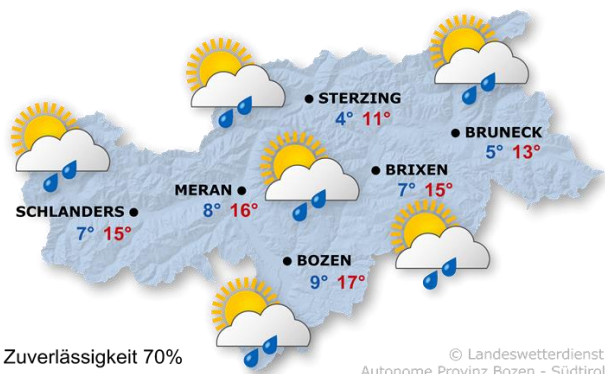 STERZING
4° 11°
BRUNECK
5° 13°
BRIXEN
7° 15°
MERAN
8° 16°
SCHLANDERS
7° 15°
BOZEN
9° 17°
Zuverlässigkeit 70%
© Landeswetterdienst
Autonome Provinz Bozen - Südtirol